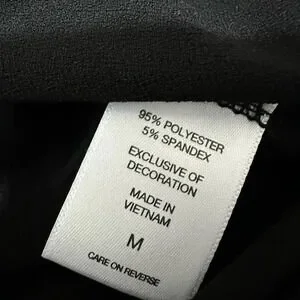 95% POLYESTER
5% SPANDEX
EXCLUSIVE OF
DECORATION
MADE IN
VIETNAM
M
CARE ON REVERSE